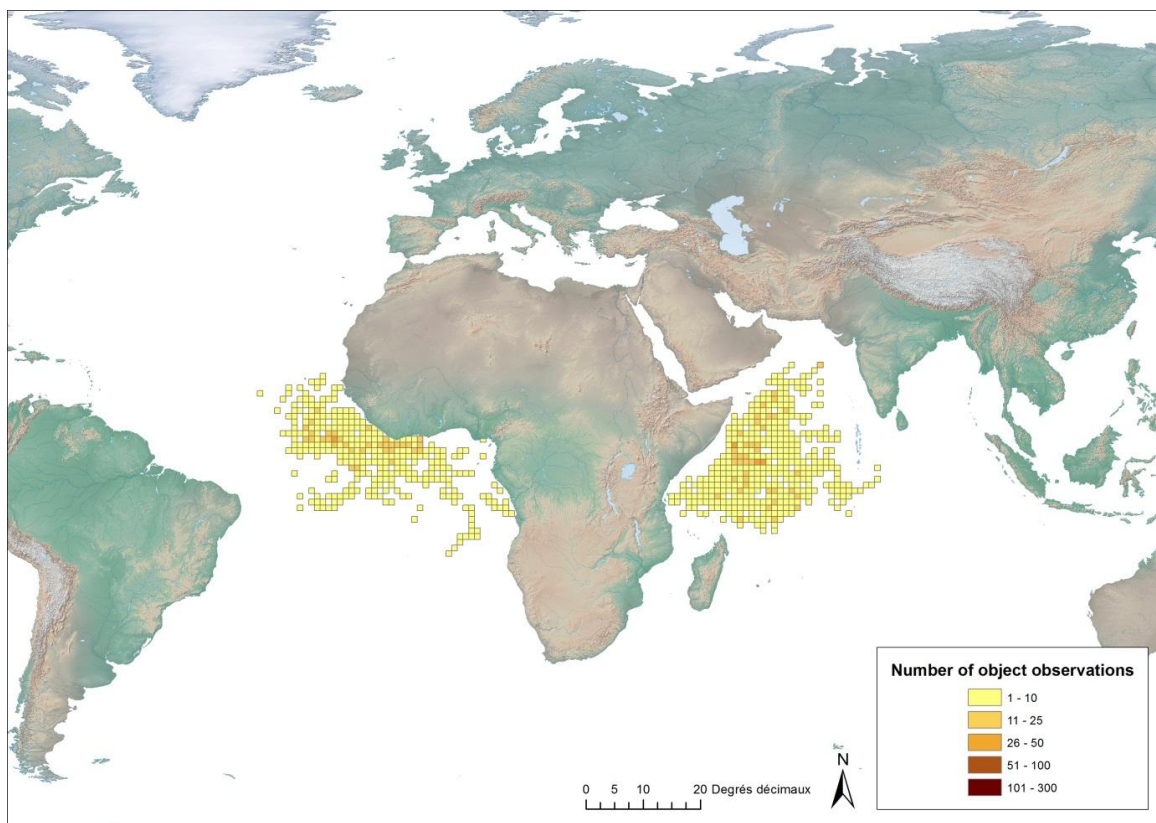 Number of object observations
1 - 10
11 - 25
26 - 50
51 - 100
101 - 300
N
0 5 10 20 Degrés décimaux